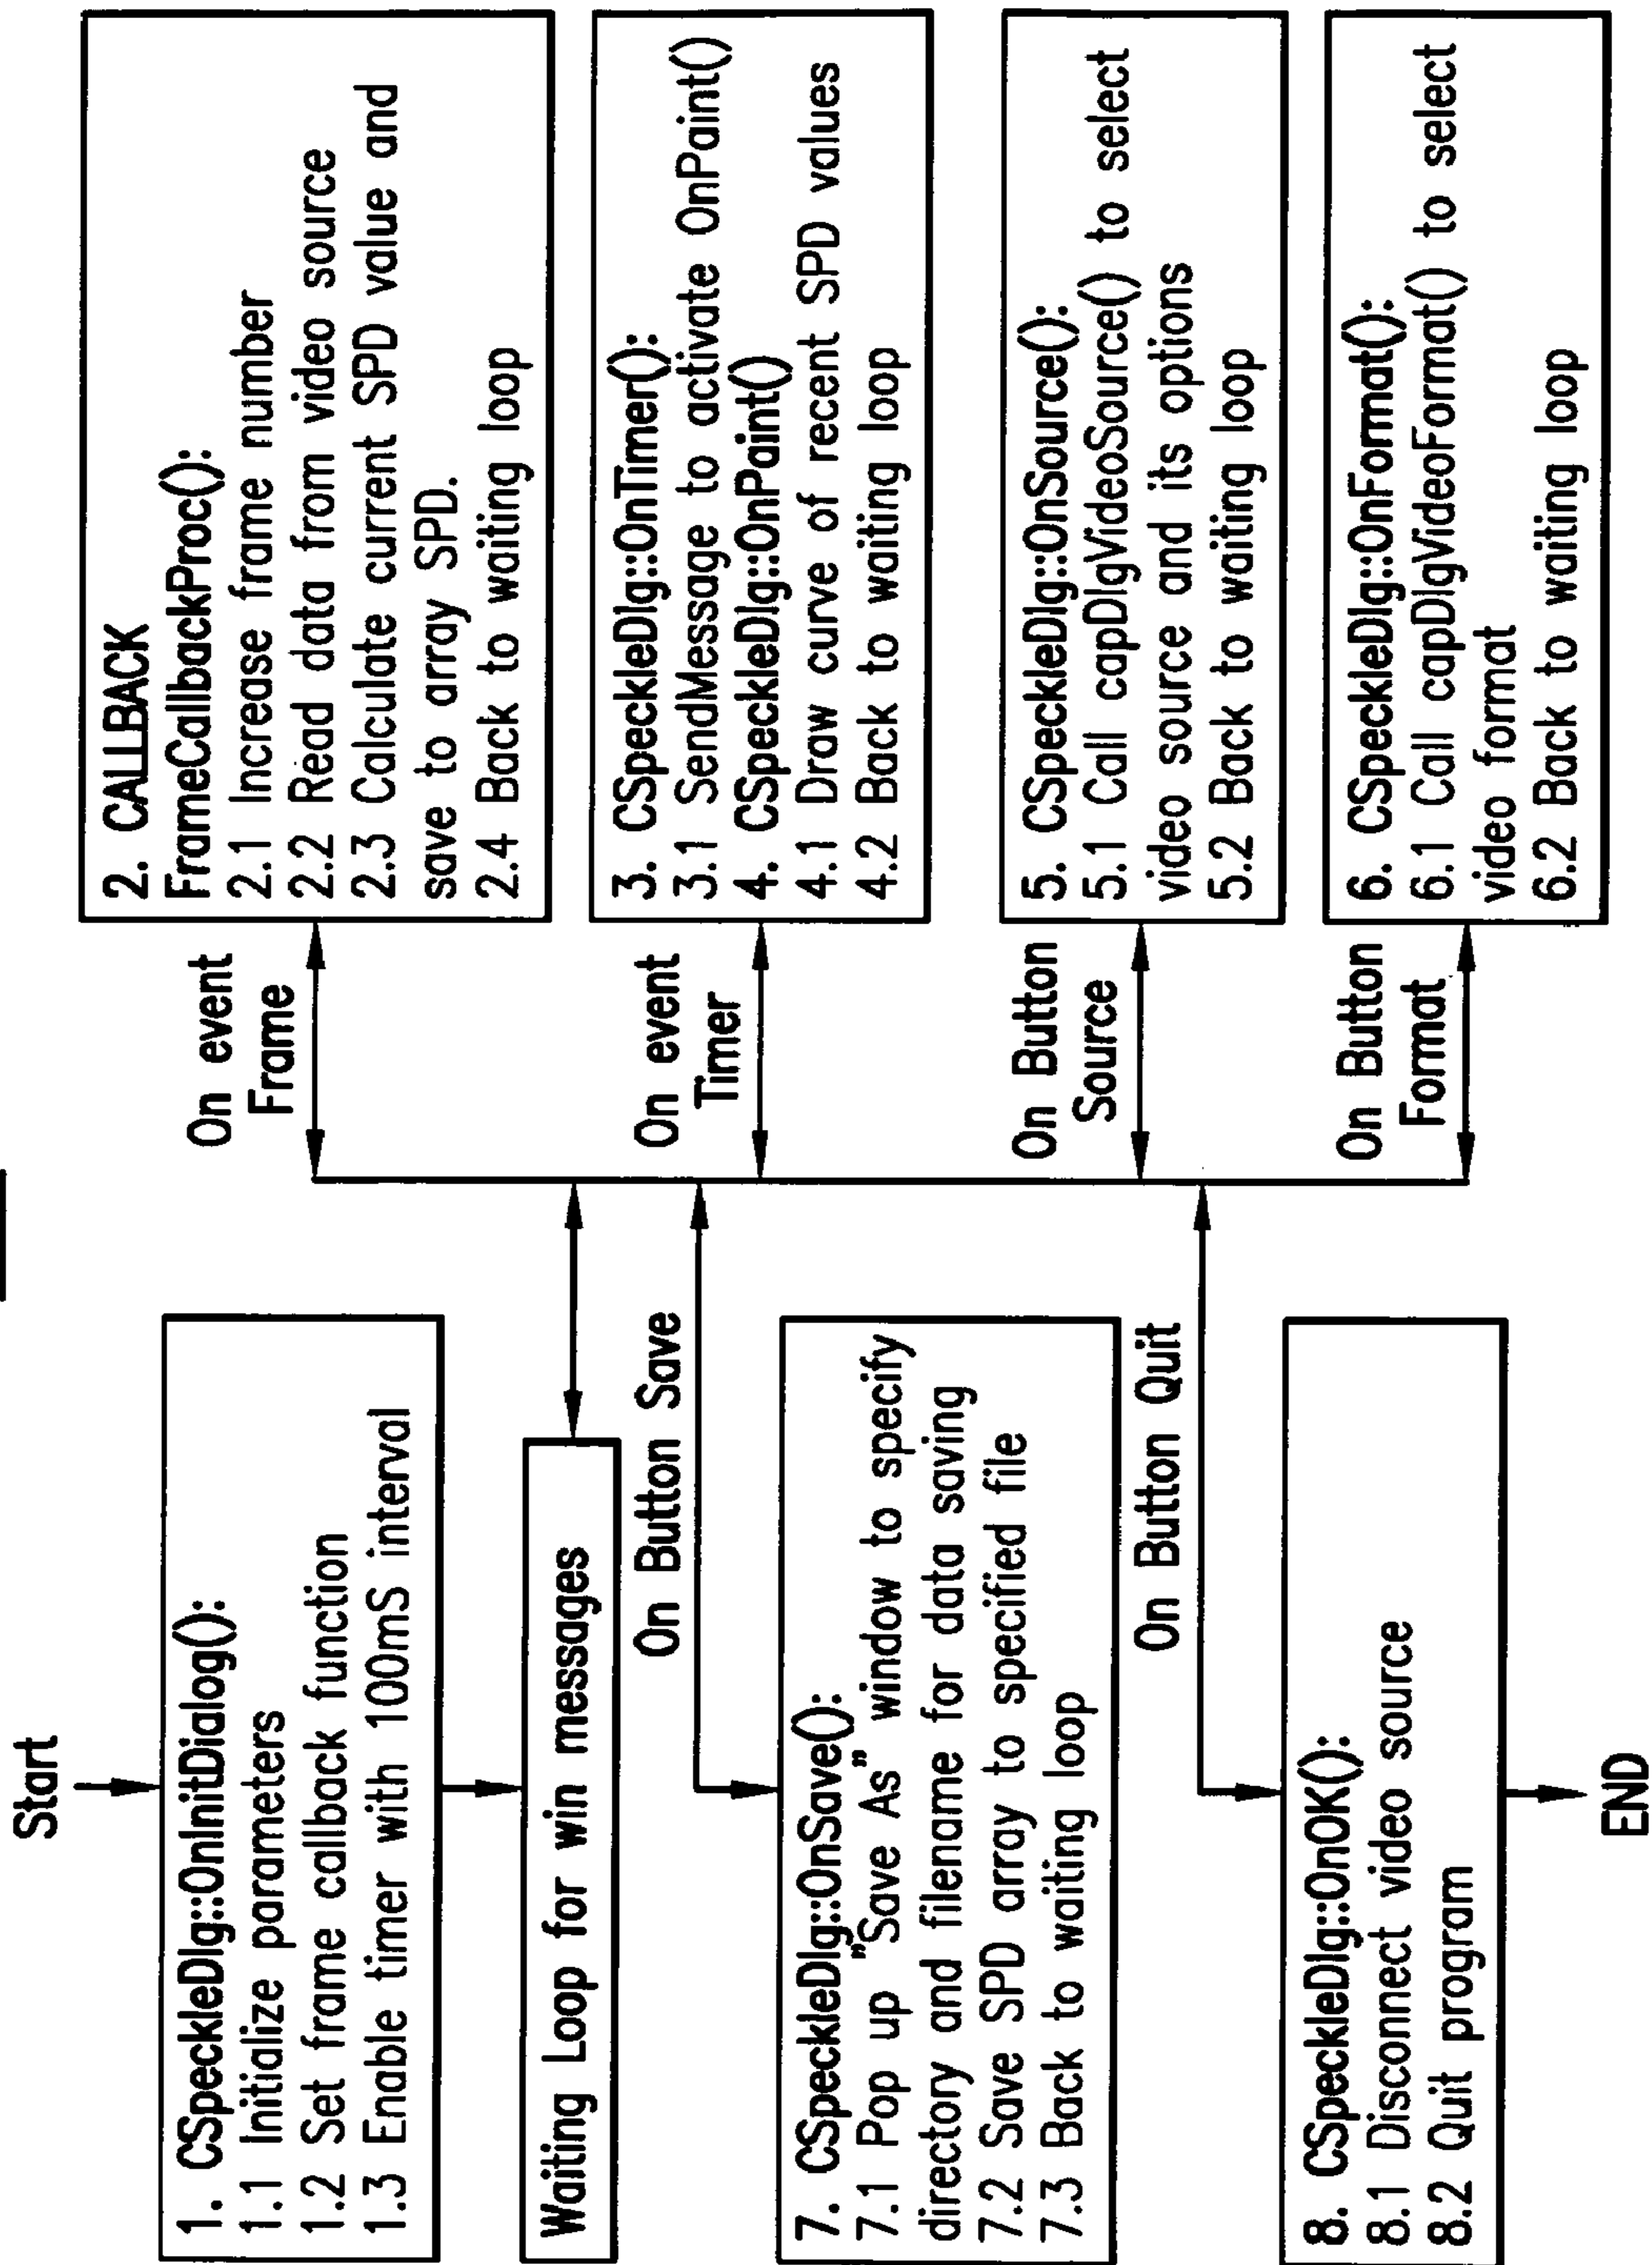 Start
1. CSpeckleDlg::OnInitDialog():
1.1 Initialize parameters
1.2 Set frame callback function
1.3 Enable timer with 100mS interval
Waiting Loop for win messages
On Button Save
7. CSpeckleDlg::OnSave():
7.1 Pop up "Save As" window to specify
directory and filename for data saving
7.2 Save SPD array to specified file
7.3 Back to waiting loop
On Button Quit
8. CSpeckleDlg::OnOK():
8.1 Disconnect video source
8.2 Quit program
END
On event
Frame
2. CALLBACK
FrameCallbackProc():
2.1 Increase frame number
2.2 Read data from video source
2.3 Calculate current SPD value and
save to array SPD.
2.4 Back to waiting loop
On event
Timer
3. CSpeckleDlg::OnTimer():
3.1 SendMessage to activate OnPaint()
4. CSpeckleDlg::OnPaint()
4.1 Draw curve of recent SPD values
4.2 Back to waiting loop
On Button
Source
5. CSpeckleDlg::OnSource():
5.1 Call capDlgVideoSource() to select
video source and its options
5.2 Back to waiting loop
On Button
Format
6. CSpeckleDlg::OnFormat():
6.1 Call capDlgVideoFormat() to select
video format
6.2 Back to waiting loop